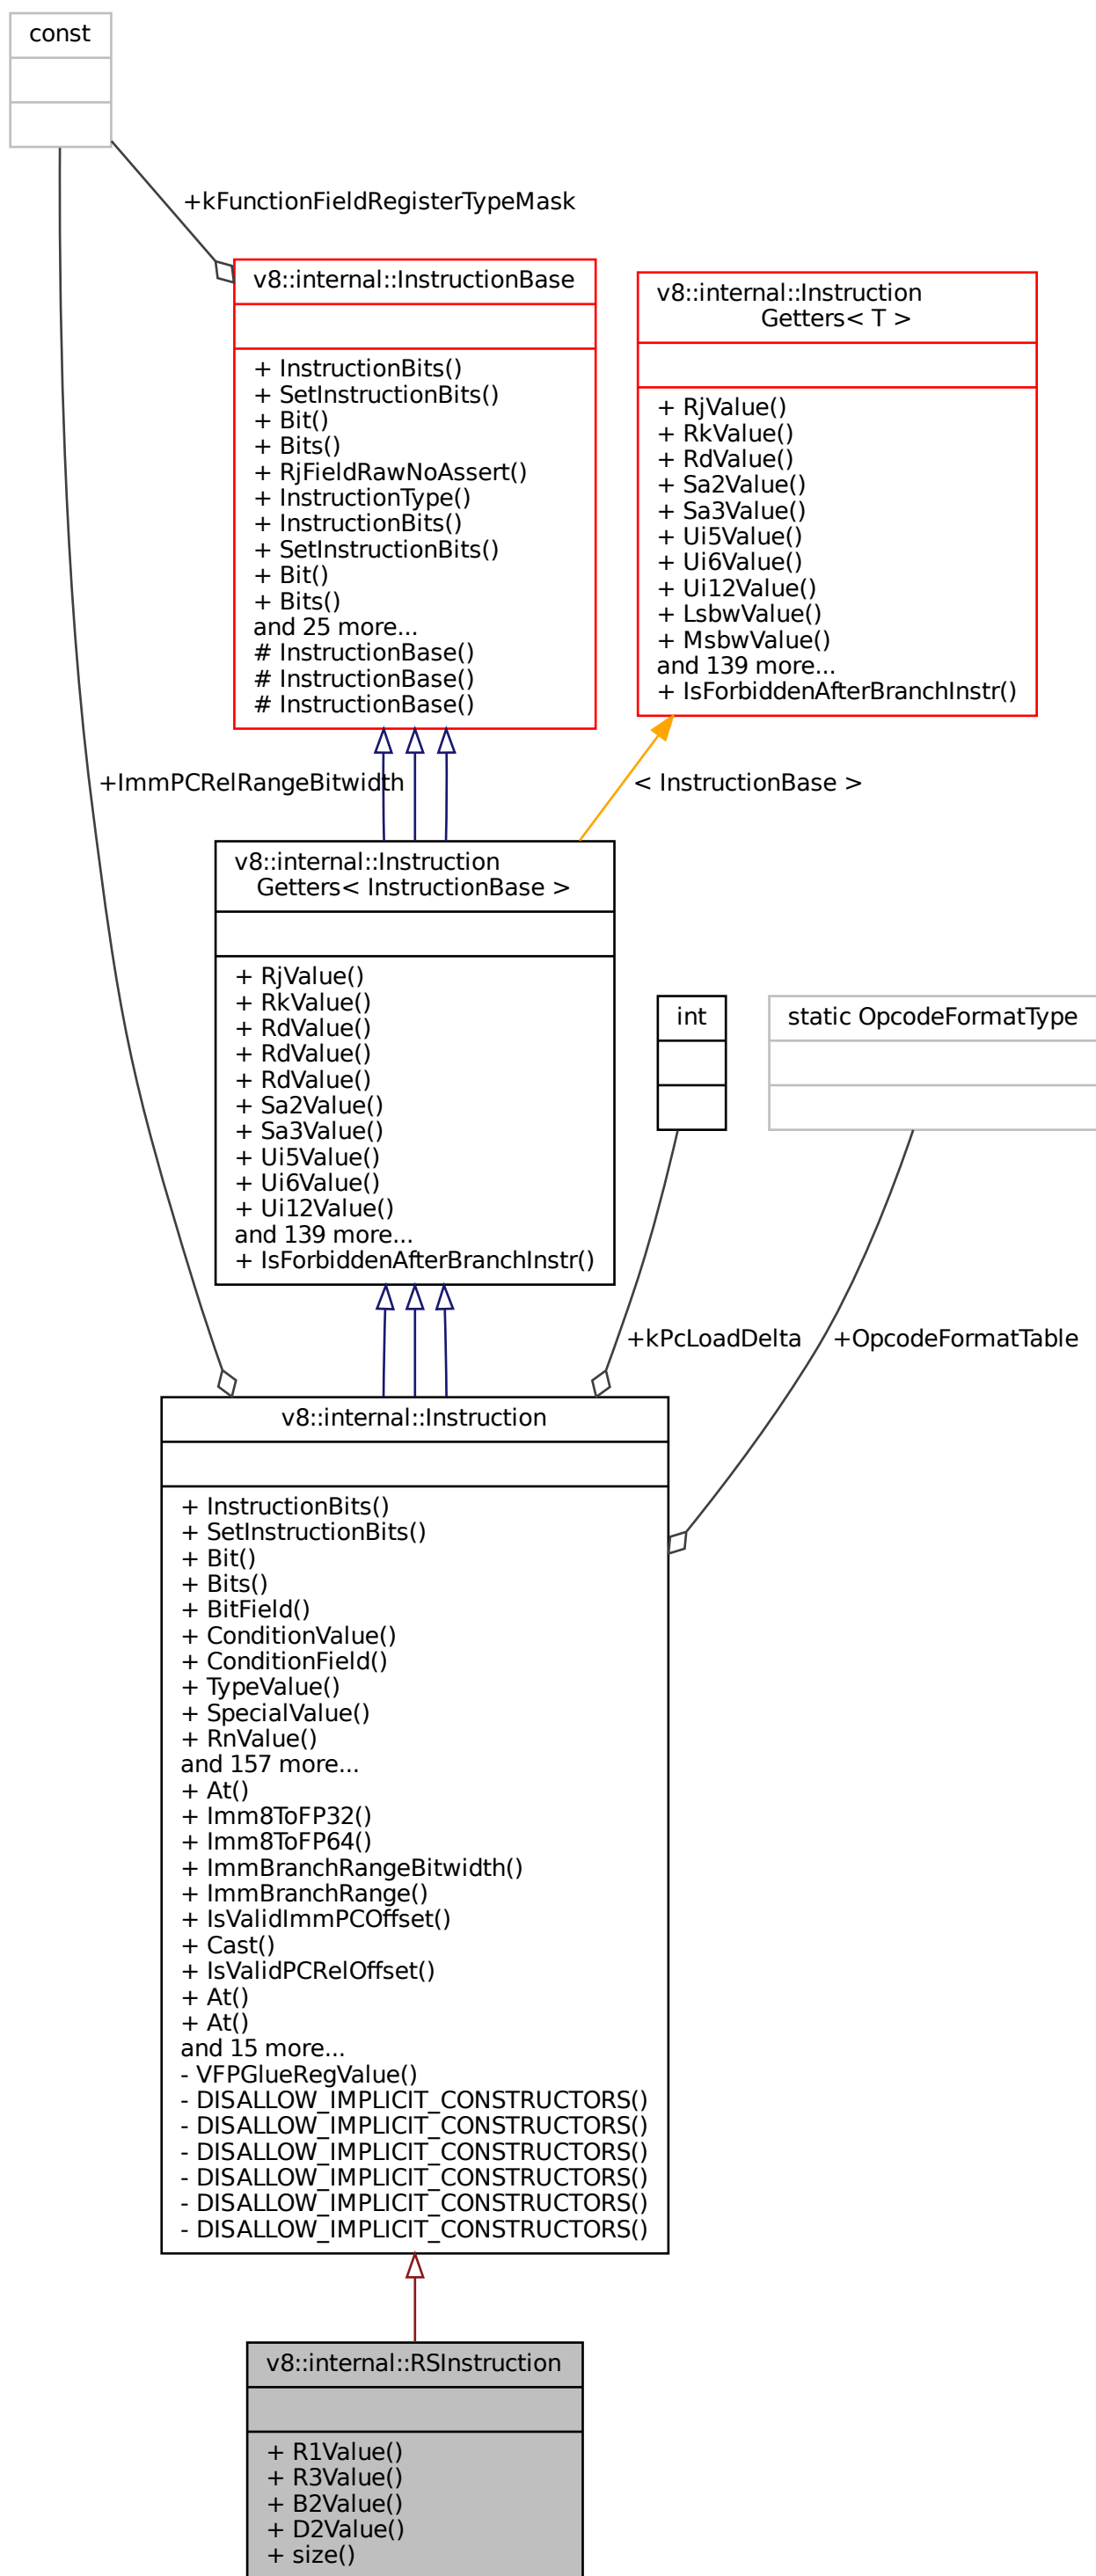 const
+kFunctionFieldRegisterTypeMask
v8::internal::InstructionBase
+ InstructionBits()
+ SetInstructionBits()
+ Bit()
+ Bits()
+ RjFieldRawNoAssert()
+ InstructionType()
+ InstructionBits()
+ SetInstructionBits()
+ Bit()
+ Bits()
and 25 more...
# InstructionBase()
# InstructionBase()
# InstructionBase()
v8::internal::Instruction
Getters< T >
+ RjValue()
+ RkValue()
+ RdValue()
+ Sa2Value()
+ Sa3Value()
+ Ui5Value()
+ Ui6Value()
+ Ui12Value()
+ LsbwValue()
+ MsbwValue()
and 139 more...
+ IsForbiddenAfterBranchInstr()
+ImmPCRelRangeBitwidth
< InstructionBase >
v8::internal::Instruction
Getters< InstructionBase >
+ RjValue()
+ RkValue()
+ RdValue()
+ RdValue()
+ RdValue()
+ Sa2Value()
+ Sa3Value()
+ Ui5Value()
+ Ui6Value()
+ Ui12Value()
and 139 more...
+ IsForbiddenAfterBranchInstr()
int
static OpcodeFormatType
+kPcLoadDelta
+OpcodeFormatTable
v8::internal::Instruction
+ InstructionBits()
+ SetInstructionBits()
+ Bit()
+ Bits()
+ BitField()
+ ConditionValue()
+ ConditionField()
+ TypeValue()
+ SpecialValue()
+ RnValue()
and 157 more...
+ At()
+ Imm8ToFP32()
+ Imm8ToFP64()
+ ImmBranchRangeBitwidth()
+ ImmBranchRange()
+ IsValidImmPCOffset()
+ Cast()
+ IsValidPCRelOffset()
+ At()
+ At()
and 15 more...
- VFPGlueRegValue()
- DISALLOW_IMPLICIT_CONSTRUCTORS()
- DISALLOW_IMPLICIT_CONSTRUCTORS()
- DISALLOW_IMPLICIT_CONSTRUCTORS()
- DISALLOW_IMPLICIT_CONSTRUCTORS()
- DISALLOW_IMPLICIT_CONSTRUCTORS()
- DISALLOW_IMPLICIT_CONSTRUCTORS()
v8::internal::RSInstruction
+ R1Value()
+ R3Value()
+ B2Value()
+ D2Value()
+ size()